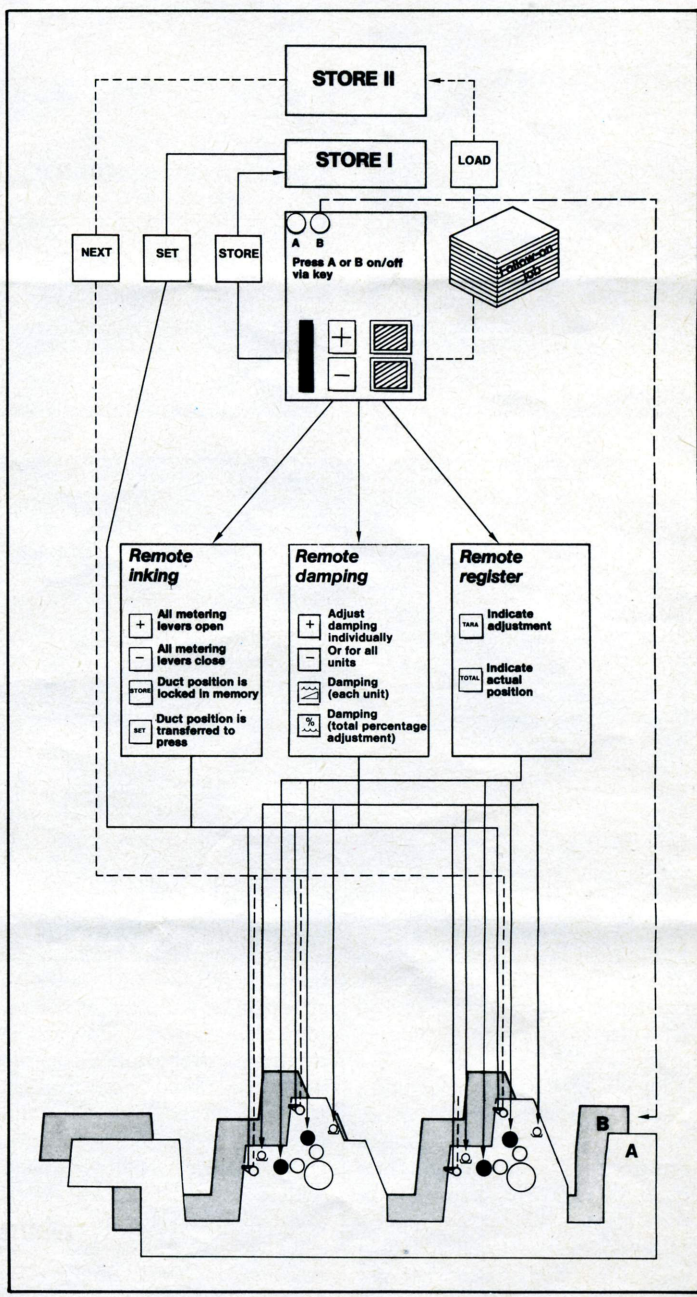 STORE II
STORE I
LOAD
A B
NEXT
SET
STORE
Press A or B on/off
via key
Follow-on
job
+
−
Remote
inking
+
All metering
levers open
−
All metering
levers close
STORE
Duct position is
locked in memory
SET
Duct position is
transferred to
press
Remote
damping
+
Adjust
damping
individually
−
Or for all
units
Damping
(each unit)
%
Damping
(total percentage
adjustment)
Remote
register
TARA
Indicate
adjustment
TOTAL
Indicate
actual
position
B
A